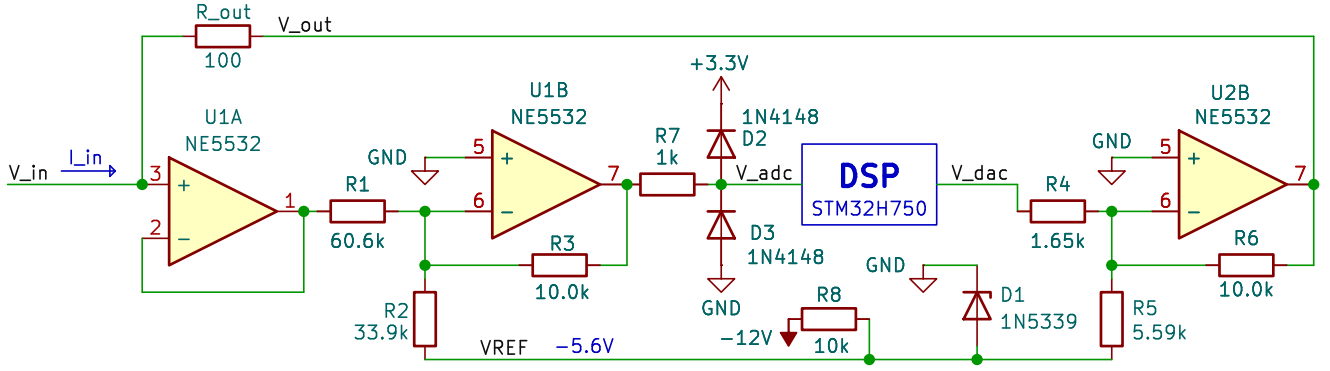 R_out
V_out
100
+3.3V
U1A
NE5532
U1B
NE5532
U2B
NE5532
1N4148
D2
R7
1k
GND
5
+
7
6
−
V_in
I_in
3
+
1
2
−
R1
60.6k
V_adc
DSP
STM32H750
V_dac
R4
1.65k
GND
5
+
7
6
−
D3
1N4148
GND
R3
10.0k
R6
10.0k
GND
R2
33.9k
R8
10k
-12V
D1
1N5339
R5
5.59k
VREF
-5.6V